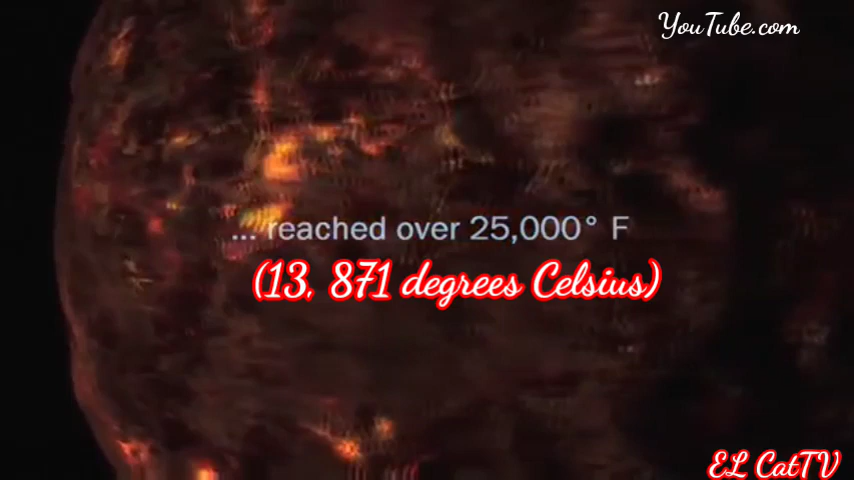 YouTube.com
... reached over 25,000° F
(13, 871 degrees Celsius)
EL CatTV